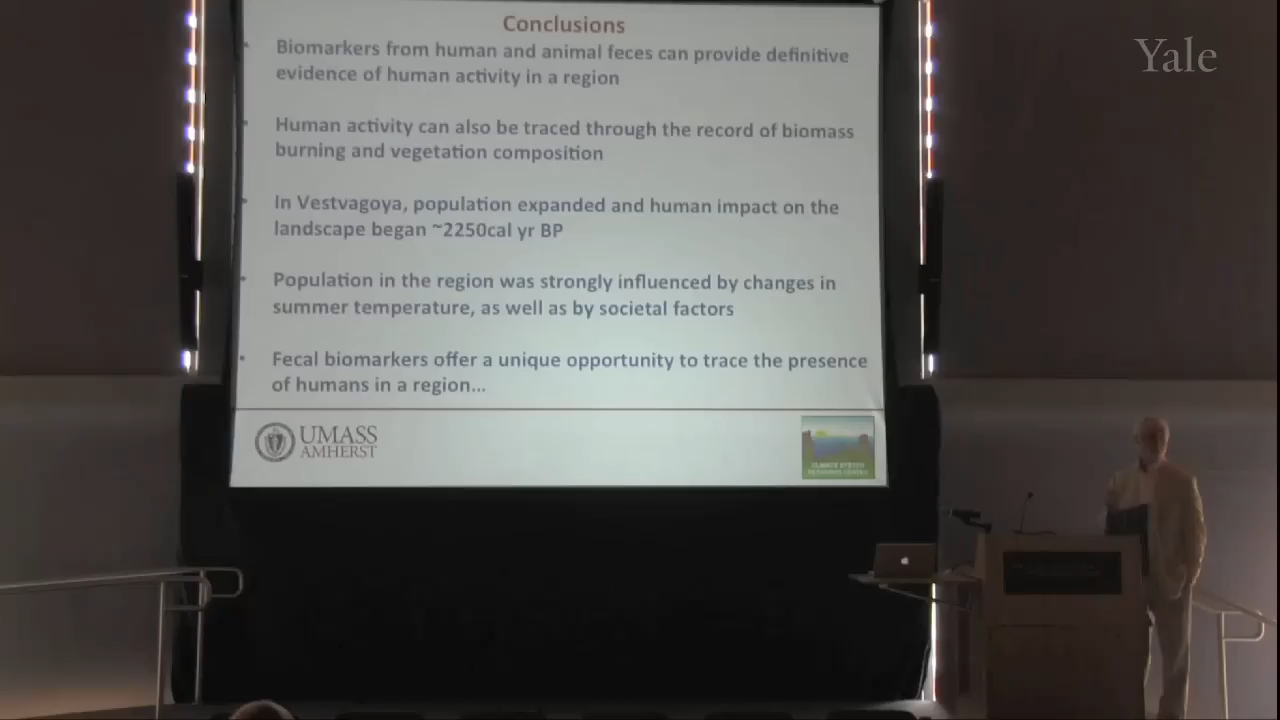 Conclusions
Yale
• Biomarkers from human and animal feces can provide definitive
evidence of human activity in a region
• Human activity can also be traced through the record of biomass
burning and vegetation composition
• In Vestvagoya, population expanded and human impact on the
landscape began ~2250cal yr BP
• Population in the region was strongly influenced by changes in
summer temperature, as well as by societal factors
• Fecal biomarkers offer a unique opportunity to trace the presence
of humans in a region...
UMASS
AMHERST
CLIMATE SYSTEM